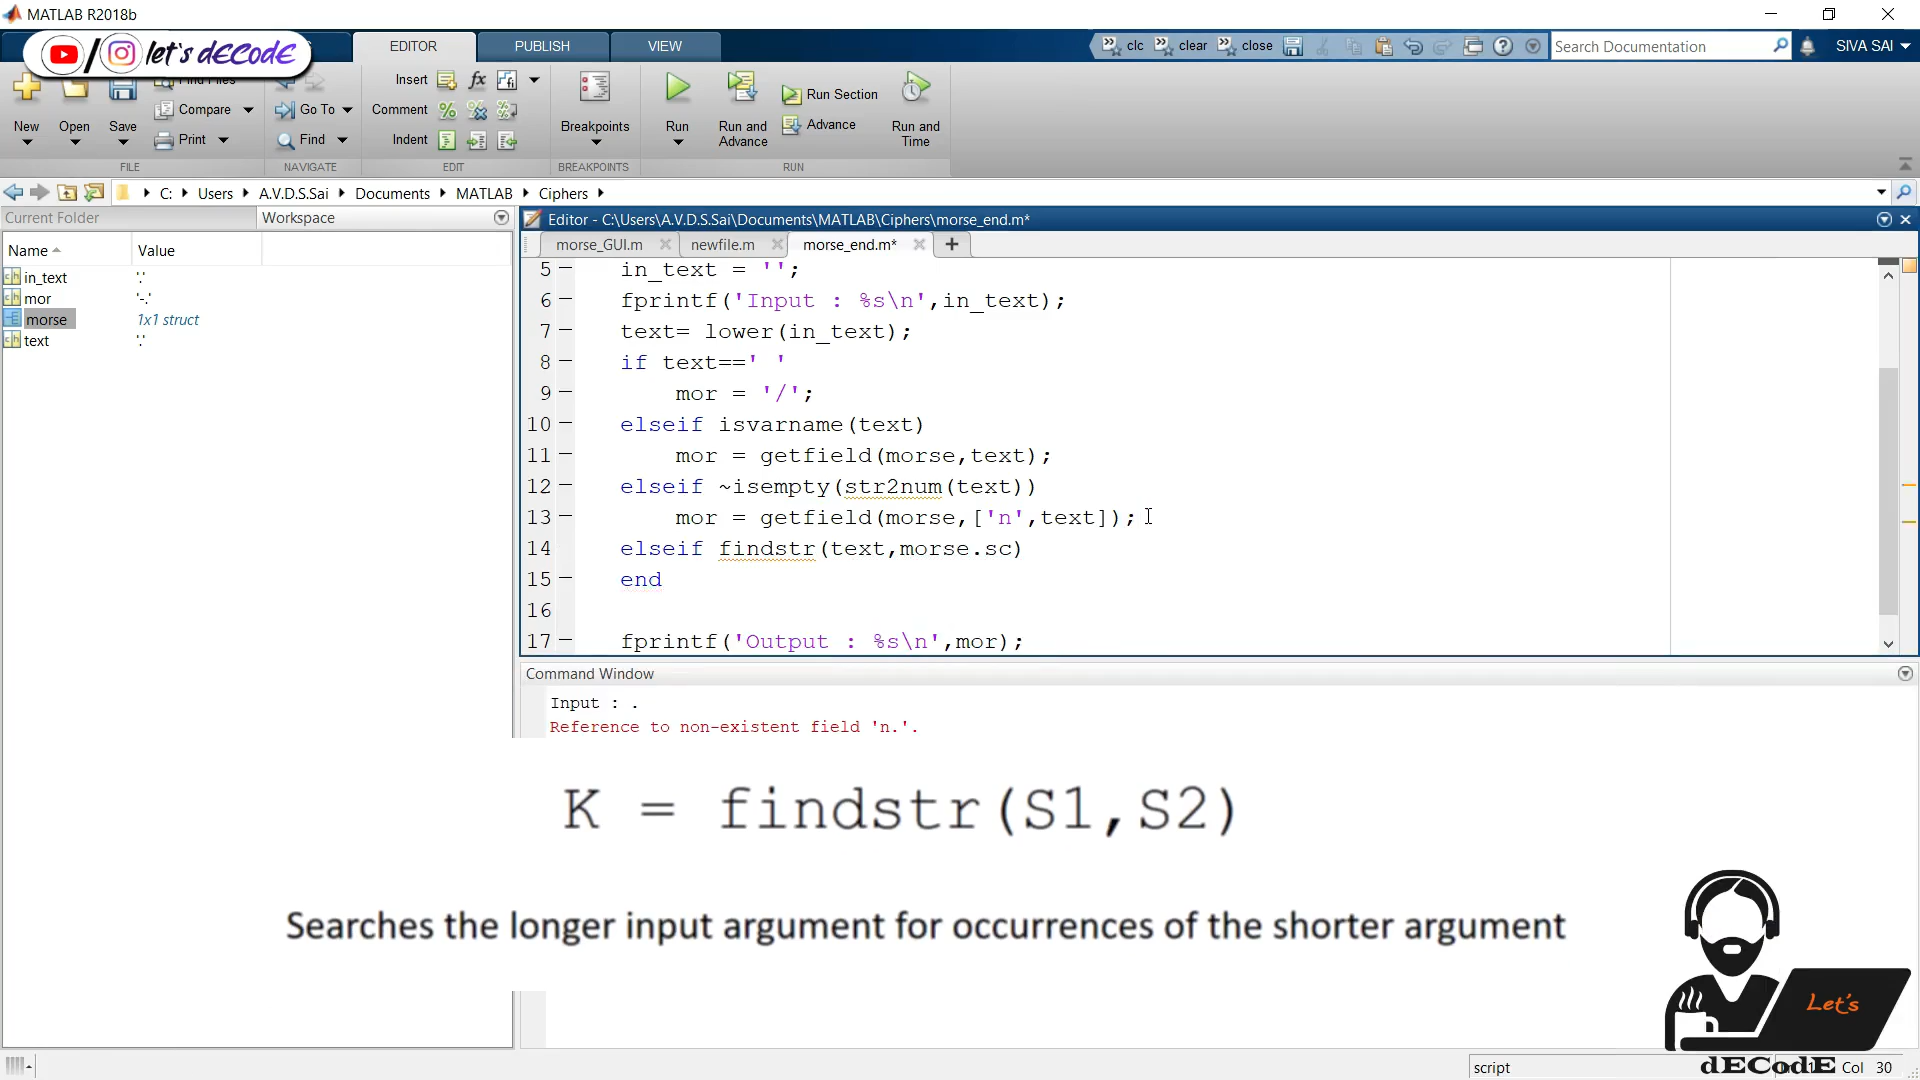 MATLAB R2018b
let's dECodE
EDITOR
PUBLISH
VIEW
clc
clear
close
Search Documentation
SIVA SAI
New
Open
Save
Find Files
Compare
Print
FILE
Go To
Find
NAVIGATE
Insert
fx
Comment
Indent
EDIT
Breakpoints
BREAKPOINTS
Run
Run and
Advance
Run Section
Advance
Run and
Time
RUN
C: Users A.V.D.S.Sai Documents MATLAB Ciphers
Current Folder
Workspace
Name
Value
in_text '.'
mor '-.'
morse 1x1 struct
text '.'
Editor - C:\Users\A.V.D.S.Sai\Documents\MATLAB\Ciphers\morse_end.m*
morse_GUI.m
newfile.m
morse_end.m*
5 in_text = '';
6 fprintf('Input : %s\n',in_text);
7 text= lower(in_text);
8 if text==' '
9 mor = '/';
10 elseif isvarname(text)
11 mor = getfield(morse,text);
12 elseif ~isempty(str2num(text))
13 mor = getfield(morse,['n',text]);
14 elseif findstr(text,morse.sc)
15 end
16
17 fprintf('Output : %s\n',mor);
Command Window
Input : .
Reference to non-existent field 'n.'.
K = findstr(S1,S2)
Searches the longer input argument for occurrences of the shorter argument
Let's
dECodE
script
Col 30